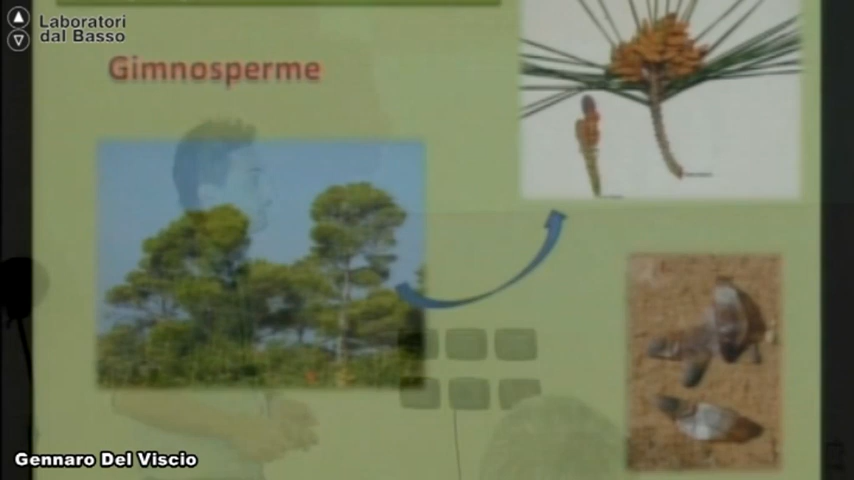 Laboratori
dal Basso
Gimnosperme
Gennaro Del Viscio